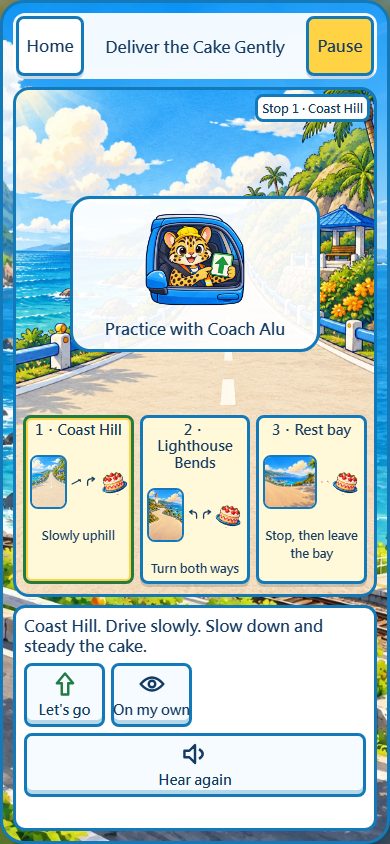 Home
Deliver the Cake Gently
Pause
Stop 1 · Coast Hill
Practice with Coach Alu
1 · Coast Hill
Slowly uphill
2 ·
Lighthouse
Bends
Turn both ways
3 · Rest bay
Stop, then leave
the bay
Coast Hill. Drive slowly. Slow down and
steady the cake.
Let's go
On my own
Hear again